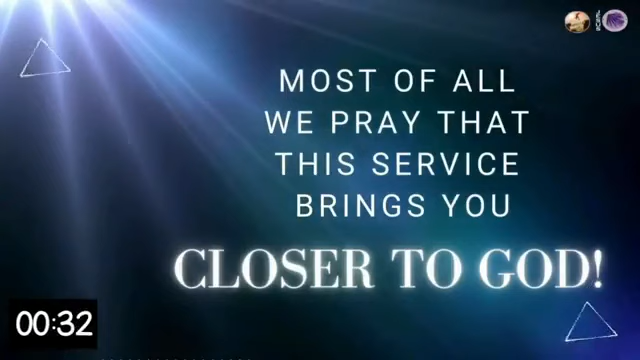 MOST OF ALL
WE PRAY THAT
THIS SERVICE
BRINGS YOU
CLOSER TO GOD!
00:32